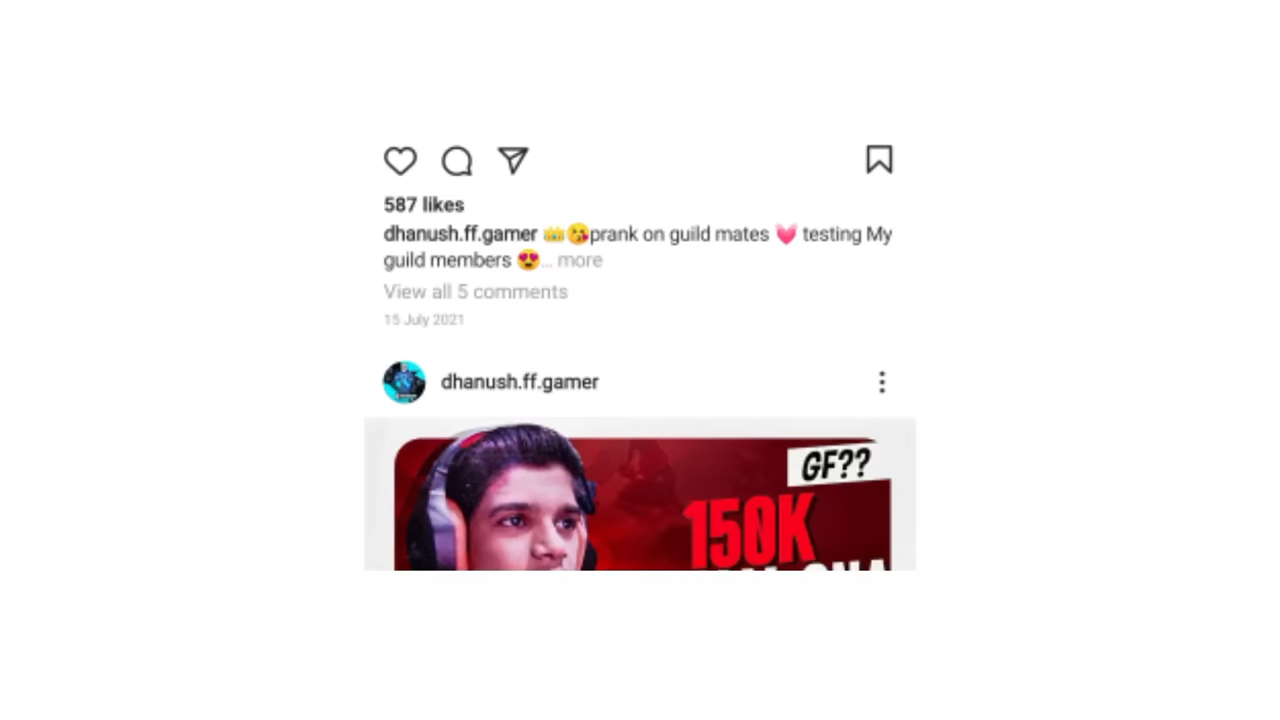 587 likes
dhanush.ff.gamer 👑😘prank on guild mates 💓 testing My
guild members 😍... more
View all 5 comments
15 July 2021
dhanush.ff.gamer
GF??
150K